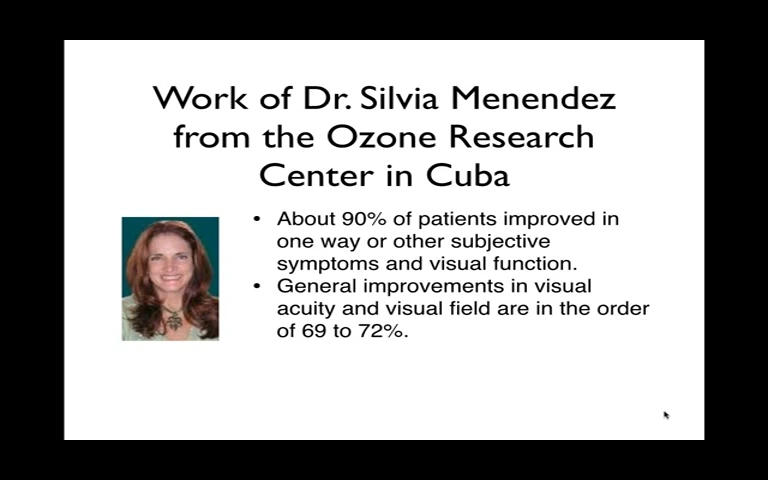 Work of Dr. Silvia Menendez
from the Ozone Research
Center in Cuba
• About 90% of patients improved in
one way or other subjective
symptoms and visual function.
• General improvements in visual
acuity and visual field are in the order
of 69 to 72%.